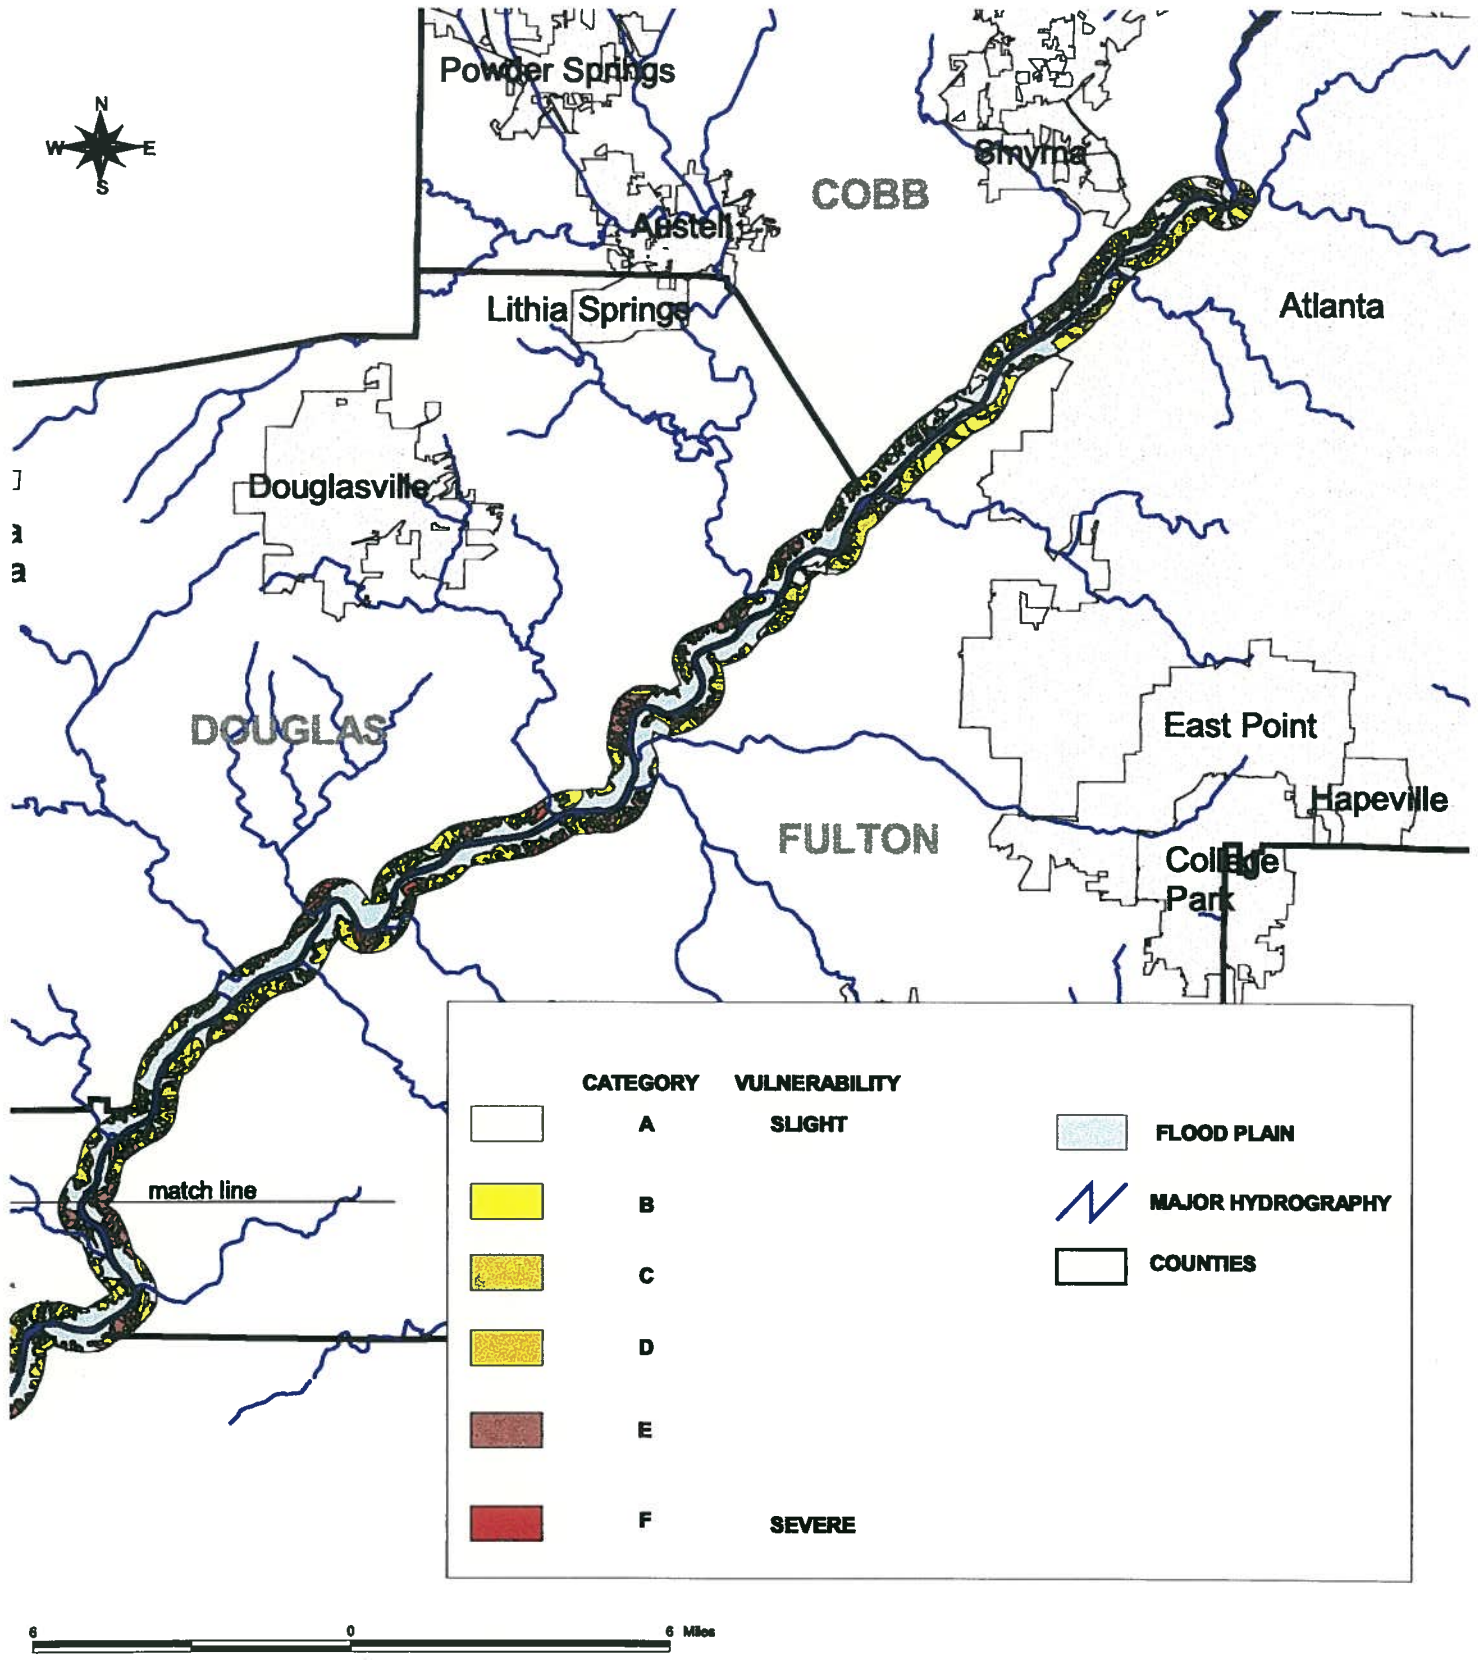 Powder Springs
N
W E
S
Smyrna
COBB
Austell
Lithia Springs
Atlanta
Douglasville
a
a
DOUGLAS
East Point
Hapeville
FULTON
College
Park
CATEGORY VULNERABILITY
A SLIGHT
FLOOD PLAIN
match line
B
MAJOR HYDROGRAPHY
C
COUNTIES
D
E
F SEVERE
6 0 6 Miles